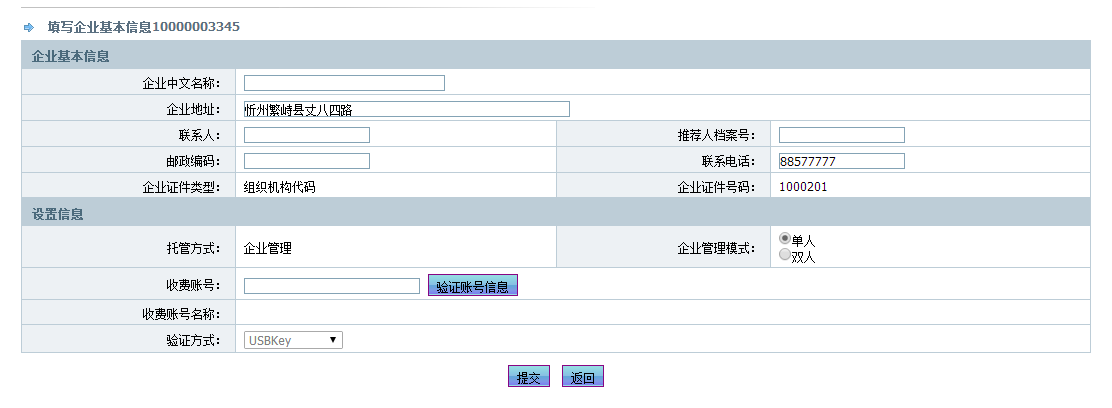 填写企业基本信息10000003345
企业基本信息
企业中文名称：
企业地址： 忻州繁峙县丈八四路
联系人： 推荐人档案号：
邮政编码： 联系电话： 88577777
企业证件类型： 组织机构代码 企业证件号码： 1000201
设置信息
托管方式： 企业管理 企业管理模式： 单人
双人
收费账号： 验证账号信息
收费账号名称：
验证方式： USBKey
提交 返回